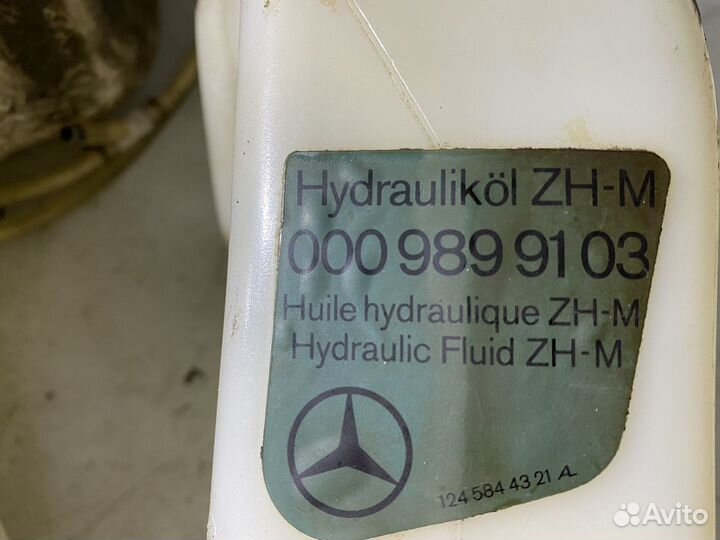 Hydrauliköl ZH-M
000 989 91 03
Huile hydraulique ZH-M
Hydraulic Fluid ZH-M
124 584 43 21 A
Avito